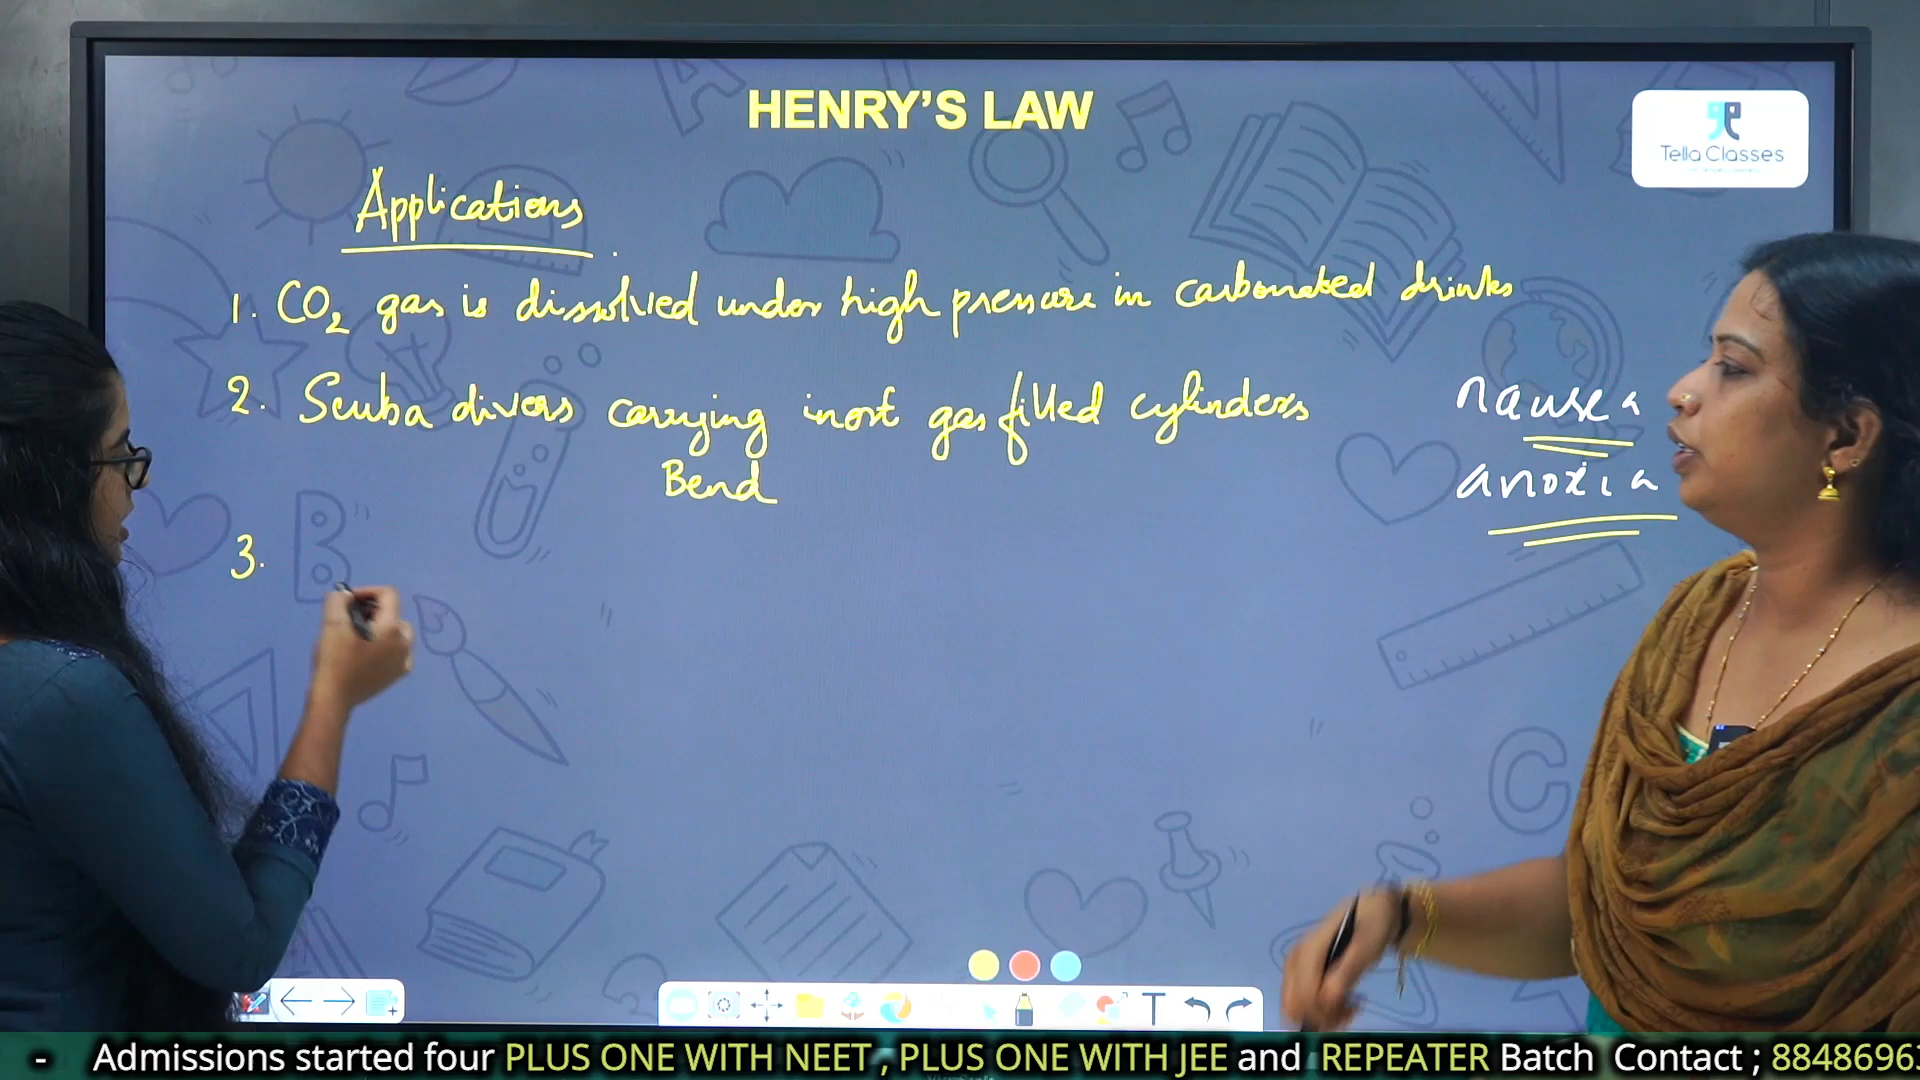 HENRY'S LAW
Tella Classes
Applications
1. CO2 gas is dissolved under high pressure in carbonated drinks
2. Scuba divers carrying inert gas filled cylinders
Bend
nausea
anoxia
3.
T
- Admissions started four PLUS ONE WITH NEET , PLUS ONE WITH JEE and REPEATER Batch Contact ; 8848696